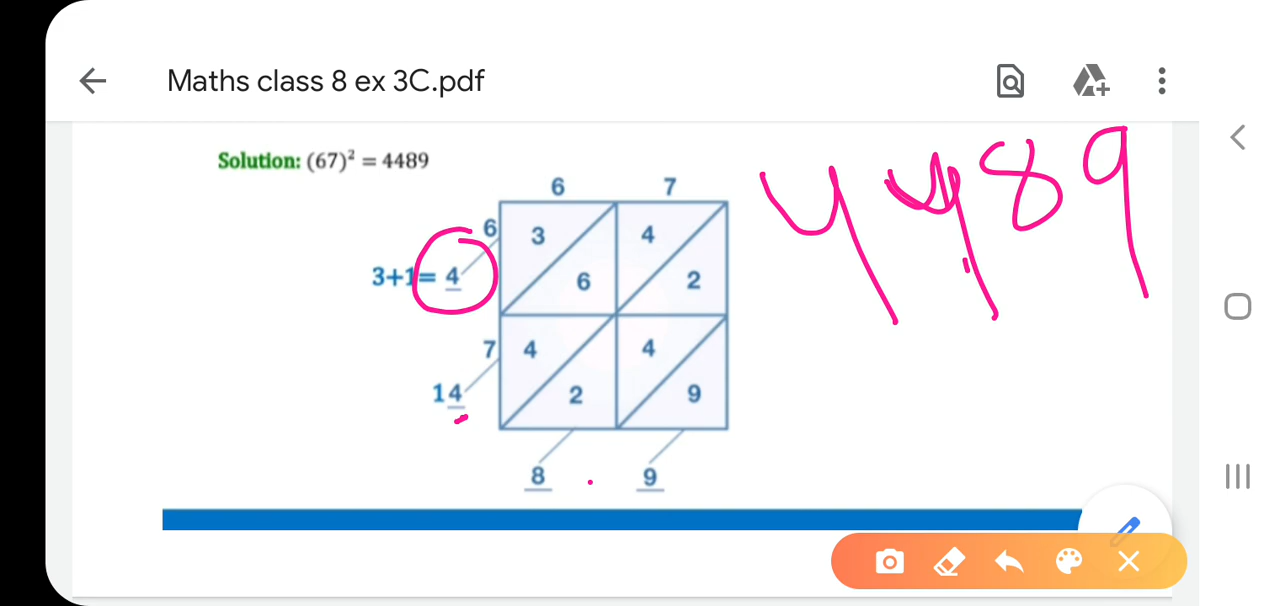 Maths class 8 ex 3C.pdf
Solution: (67)² = 4489
4489
6 7
6 3 4
3+1= 4
6 2
7 4 4
14 2 9
8 . 9